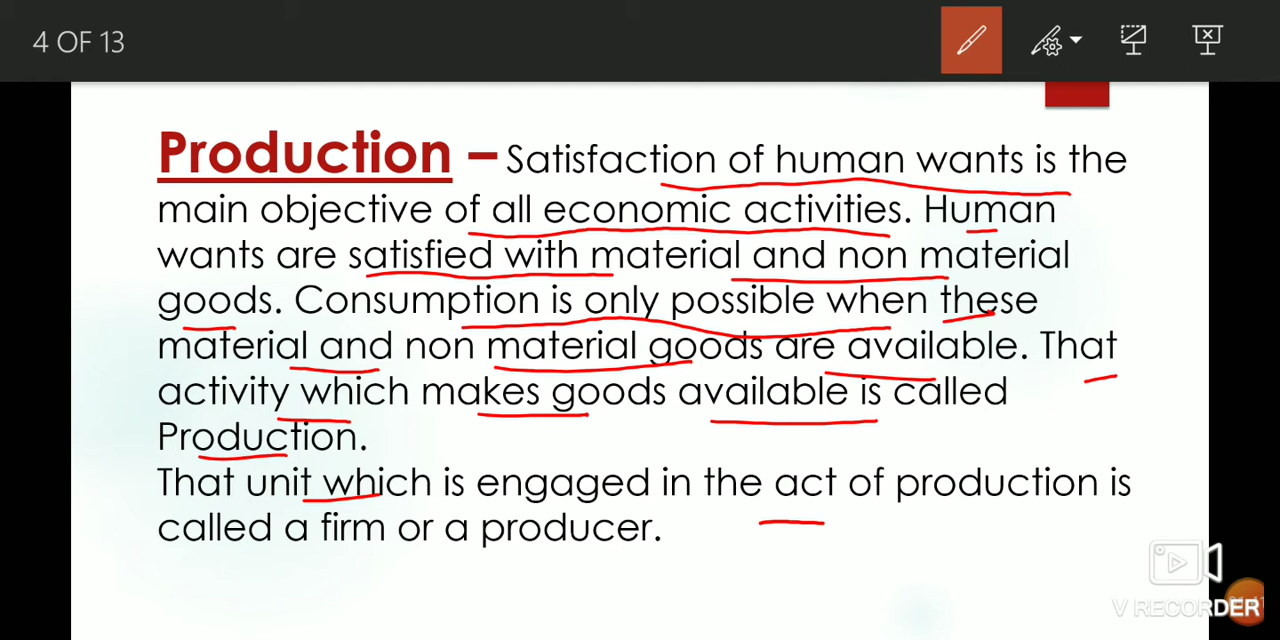 4 OF 13
Production – Satisfaction of human wants is the
main objective of all economic activities. Human
wants are satisfied with material and non material
goods. Consumption is only possible when these
material and non material goods are available. That
activity which makes goods available is called
Production.
That unit which is engaged in the act of production is
called a firm or a producer.
V RECORDER